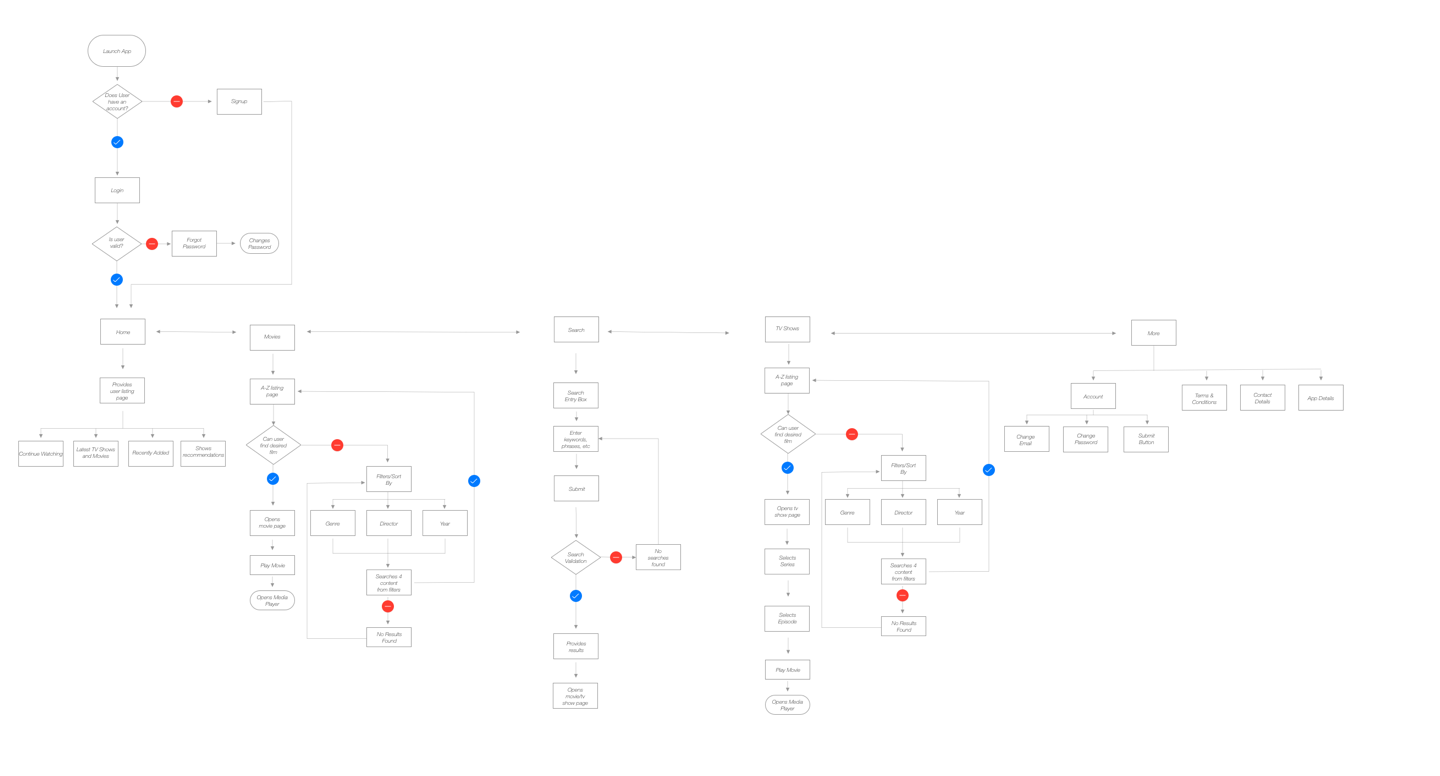 Launch App
Does User
have an
account?
Signup
Login
Is user
valid?
Forgot
Password
Changes
Password
Home
Movies
Search
TV Shows
More
Provides
user listing
page
Continue Watching
Latest TV Shows
and Movies
Recently Added
Shows
recommendations
A-Z listing
page
Can user
find desired
film
Filters/Sort
By
Genre
Director
Year
Opens
movie page
Play Movie
Opens Media
Player
Searches 4
content
from filters
No Results
Found
Search
Entry Box
Enter
keywords,
phrases, etc
Submit
Search
Validation
No
searches
found
Provides
results
Opens
movie/tv
show page
A-Z listing
page
Can user
find desired
film
Filters/Sort
By
Genre
Director
Year
Opens tv
show page
Selects
Series
Searches 4
content
from filters
No Results
Found
Selects
Episode
Play Movie
Opens Media
Player
Account
Terms &
Conditions
Contact
Details
App Details
Change
Email
Change
Password
Submit
Button